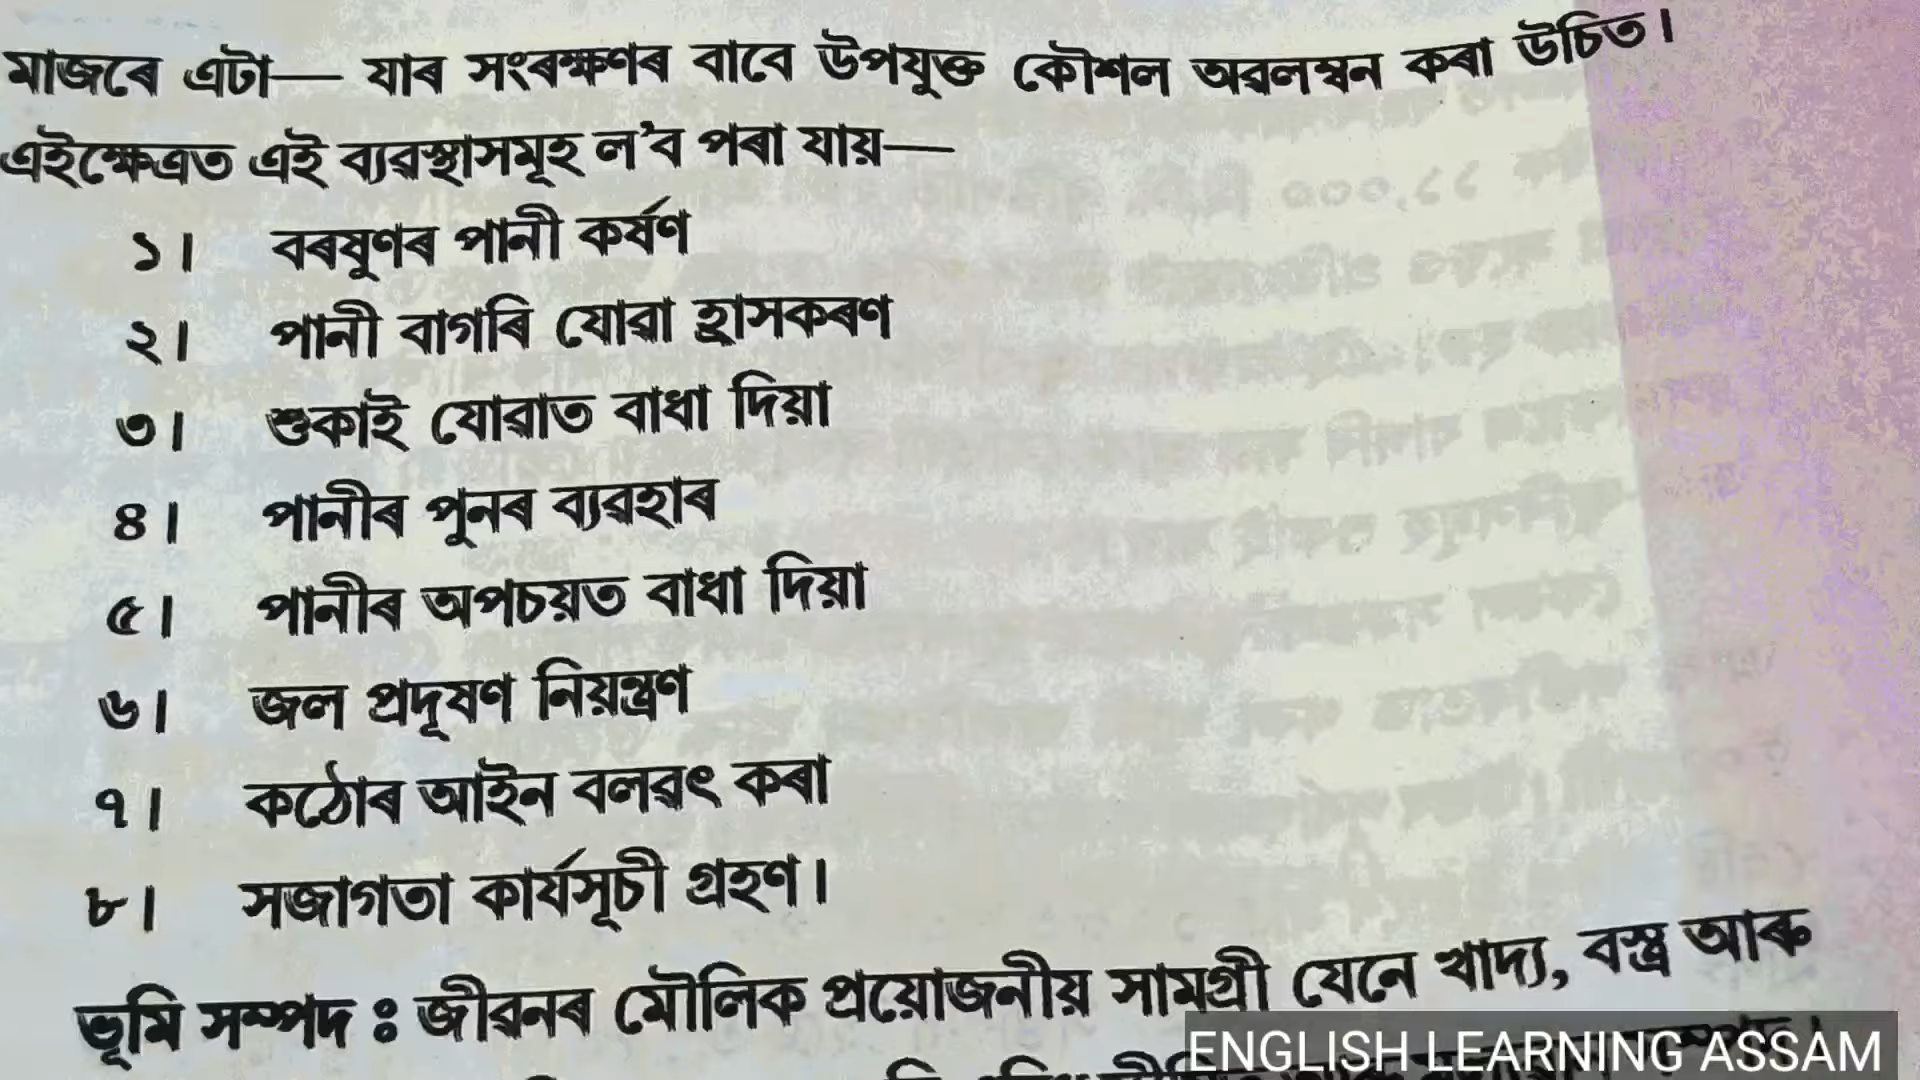 মাজৰে এটা— যাৰ সংৰক্ষণৰ বাবে উপযুক্ত কৌশল অৱলম্বন কৰা উচিত।
এইক্ষেত্ৰত এই ব্যৱস্থাসমূহ ল’ব পৰা যায়—
১। বৰষুণৰ পানী কৰ্ষণ
২। পানী বাগৰি যোৱা হ্ৰাসকৰণ
৩। শুকাই যোৱাত বাধা দিয়া
৪। পানীৰ পুনৰ ব্যৱহাৰ
৫। পানীৰ অপচয়ত বাধা দিয়া
৬। জল প্ৰদূষণ নিয়ন্ত্ৰণ
৭। কঠোৰ আইন বলৱৎ কৰা
৮। সজাগতা কাৰ্যসূচী গ্ৰহণ।
ভূমি সম্পদ ঃ জীৱনৰ মৌলিক প্ৰয়োজনীয় সামগ্ৰী যেনে খাদ্য, বস্ত্ৰ আৰু
ENGLISH LEARNING ASSAM